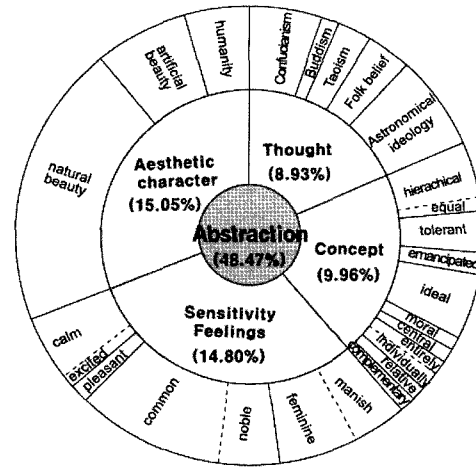 Abstraction
(48.47%)
Thought
(8.93%)
Concept
(9.96%)
Sensitivity
Feelings
(14.80%)
Aesthetic
character
(15.05%)
Confucianism
Buddism
Taoism
Folk belief
Astronomical
ideology
hierachical
equal
tolerant
emancipated
ideal
moral
central
entirely
individually
relative
complementary
manish
feminine
noble
common
pleasant
excited
calm
natural
beauty
artificial
beauty
humanity